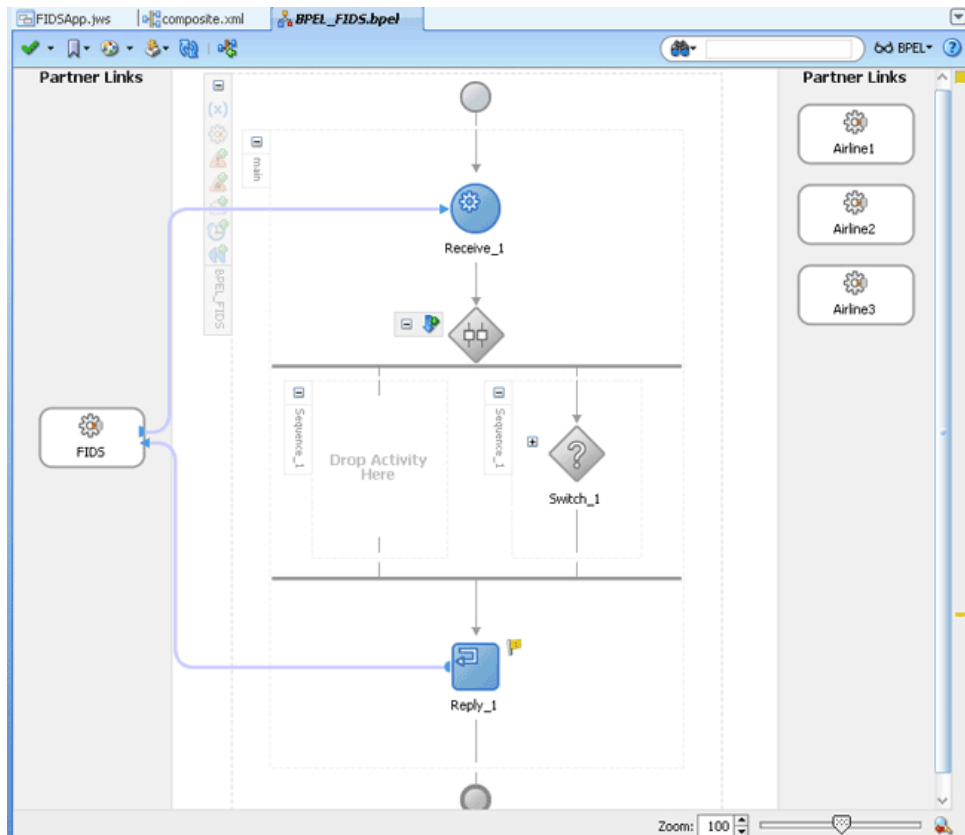 FIDSApp.jws
composite.xml
BPEL_FIDS.bpel
BPEL
Partner Links
Partner Links
main
BPEL_FIDS
Receive_1
Airline1
Airline2
Airline3
FIDS
Sequence_1
Drop Activity
Here
Sequence_1
Switch_1
Reply_1
Zoom: 100